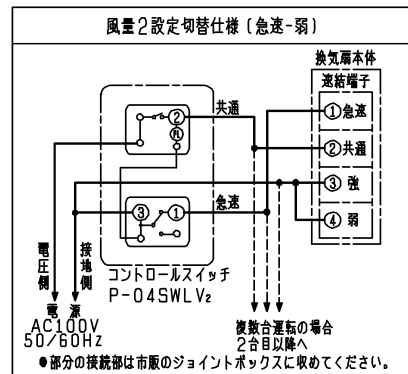 風量2設定切替仕様(急速-弱)
換気扇本体
速結端子
①急速
②共通
③強
④弱
共通
②
PL
急速
③
①
電圧側
接地側
コントロールスイッチ
P-04SWLV2
電源
AC100V
50/60Hz
複数台運転の場合
2台目以降へ
●部分の接続部は市販のジョイントボックスに収めてください。